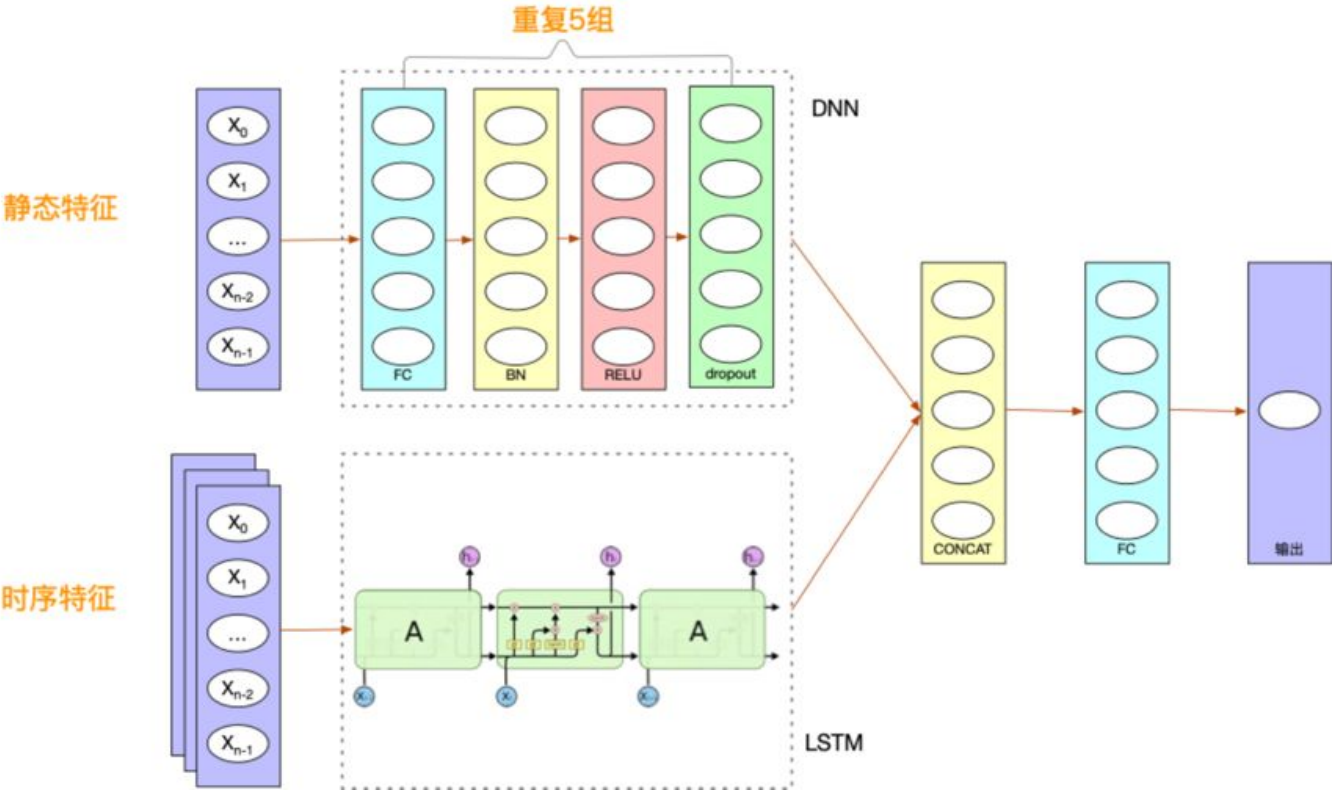 重复5组
DNN
静态特征
X0
X1
...
Xn-2
Xn-1
FC
BN
RELU
dropout
CONCAT
FC
输出
时序特征
X0
X1
...
Xn-2
Xn-1
A
A
LSTM